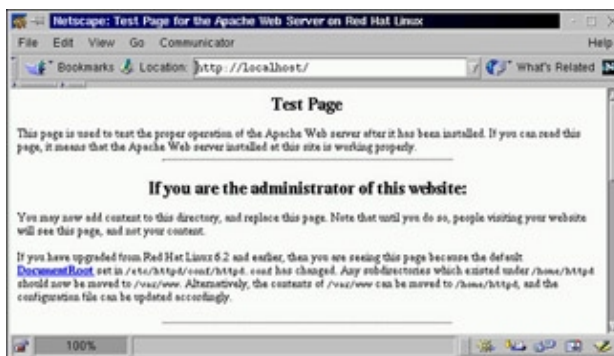 Netscape: Test Page for the Apache Web Server on Red Hat Linux
File Edit View Go Communicator Help
Bookmarks Location: http://localhost/ What's Related
Test Page
This page is used to test the proper operation of the Apache Web server after it has been installed. If you can read this
page, it means that the Apache Web server installed at this site is working properly.
If you are the administrator of this website:
You may now add content to this directory, and replace this page. Note that until you do so, people visiting your website
will see this page, and not your content.
If you have upgraded from Red Hat Linux 6.2 and earlier, then you are seeing this page because the default
DocumentRoot set in /etc/httpd/conf/httpd.conf has changed. Any subdirectories which existed under /home/httpd
should now be moved to /var/www. Alternatively, the contents of /var/www can be moved to /home/httpd, and the
configuration file can be updated accordingly.
100%